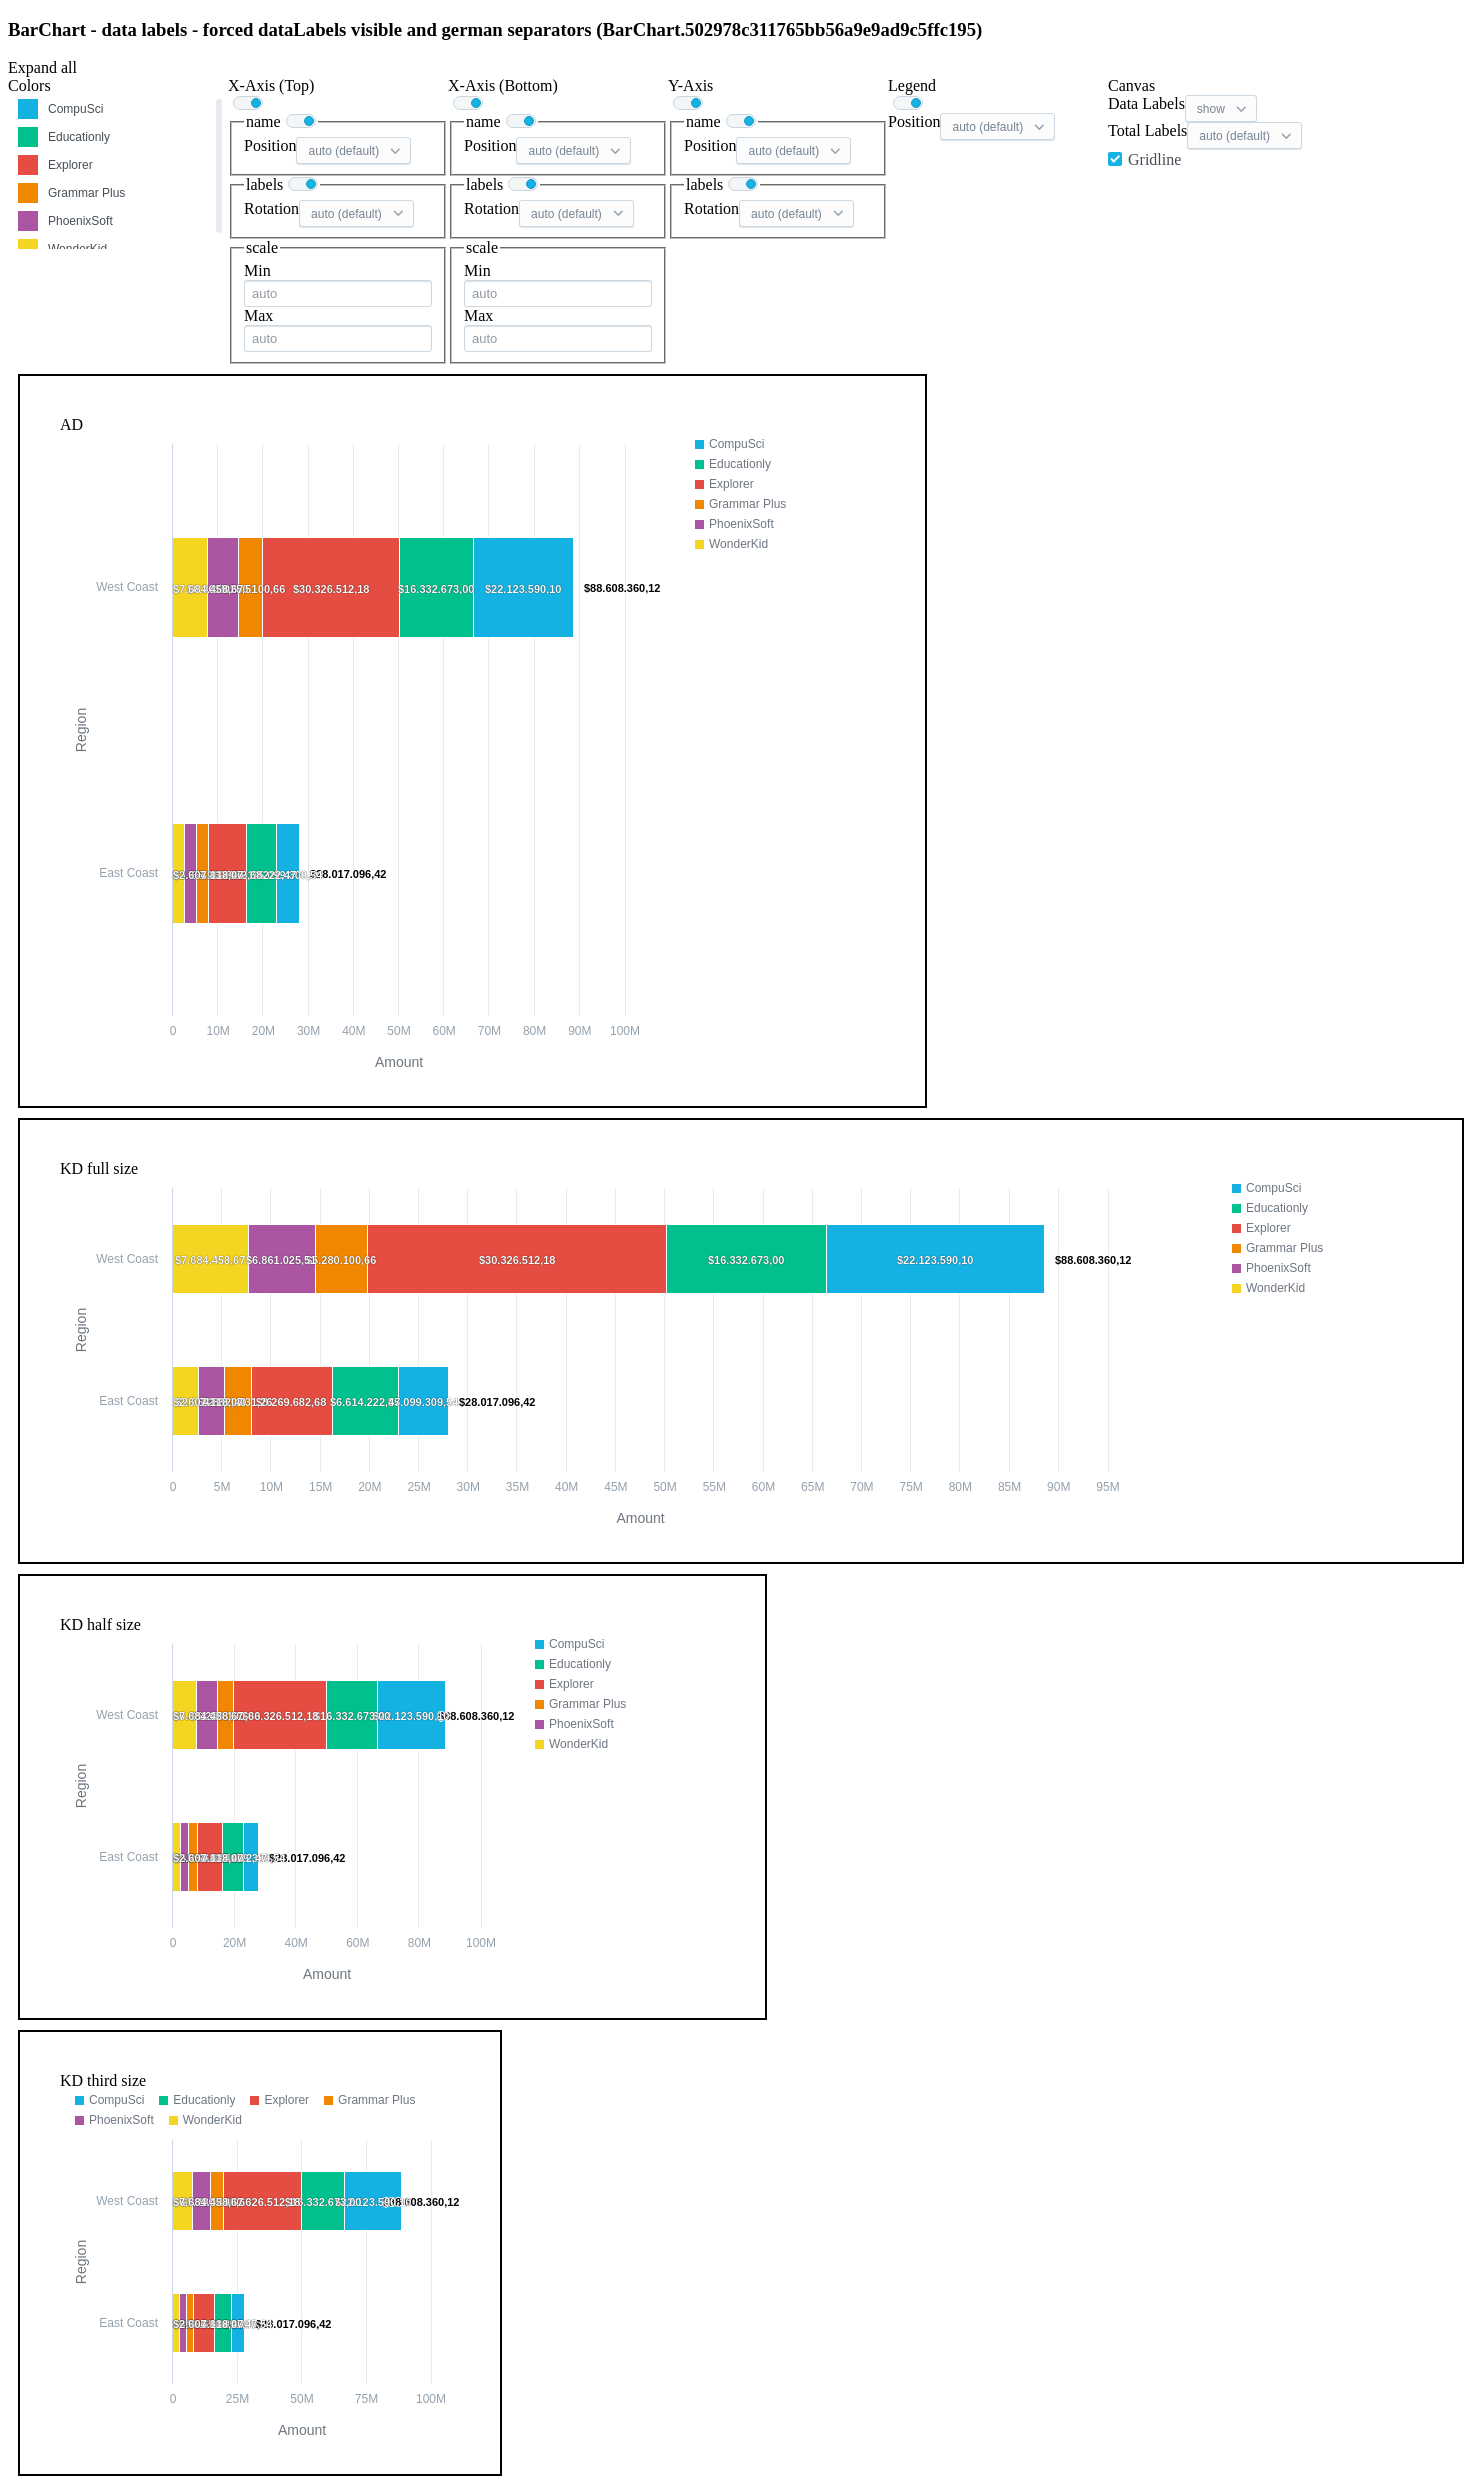 BarChart - data labels - forced dataLabels visible and german separators (BarChart.502978c311765bb56a9e9ad9c5ffc195)
Expand all
Colors
CompuSci
Educationly
Explorer
Grammar Plus
PhoenixSoft
WonderKid
X-Axis (Top)
name
Position auto (default)
labels
Rotation auto (default)
scale
Min
auto
Max
auto
X-Axis (Bottom)
name
Position auto (default)
labels
Rotation auto (default)
scale
Min
auto
Max
auto
Y-Axis
name
Position auto (default)
labels
Rotation auto (default)
Legend
Position auto (default)
Canvas
Data Labels show
Total Labels auto (default)
Gridline
AD
CompuSci
Educationly
Explorer
Grammar Plus
PhoenixSoft
WonderKid
West Coast
$30.326.512,18
$16.332.673,00
$22.123.590,10
$88.608.360,12
Region
East Coast
0 10M 20M 30M 40M 50M 60M 70M 80M 90M 100M
Amount
KD full size
CompuSci
Educationly
Explorer
Grammar Plus
PhoenixSoft
WonderKid
West Coast
$7.684.458,67
$6.861.025,51
$5.280.100,66
$30.326.512,18
$16.332.673,00
$22.123.590,10
$88.608.360,12
Region
East Coast
$6.614.222,47
$28.017.096,42
0 5M 10M 15M 20M 25M 30M 35M 40M 45M 50M 55M 60M 65M 70M 75M 80M 85M 90M 95M
Amount
KD half size
CompuSci
Educationly
Explorer
Grammar Plus
PhoenixSoft
WonderKid
West Coast
Region
East Coast
0 20M 40M 60M 80M 100M
Amount
KD third size
CompuSci Educationly Explorer Grammar Plus
PhoenixSoft WonderKid
West Coast
Region
East Coast
0 25M 50M 75M 100M
Amount